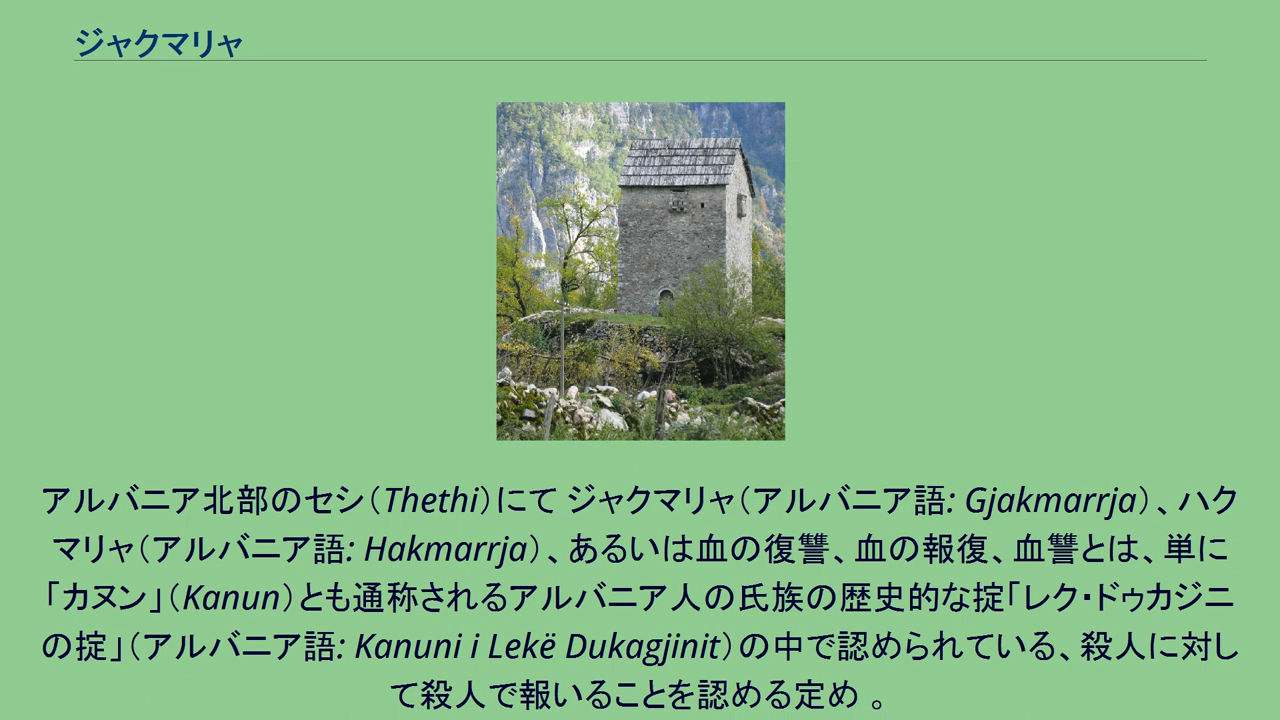 ジャクマリャ
アルバニア北部のセシ（Thethi）にて ジャクマリャ（アルバニア語: Gjakmarrja）、ハク
マリャ（アルバニア語: Hakmarrja）、あるいは血の復讐、血の報復、血讐とは、単に
「カヌン」（Kanun）とも通称されるアルバニア人の氏族の歴史的な掟「レク・ドゥカジニ
の掟」（アルバニア語: Kanuni i Lekë Dukagjinit）の中で認められている、殺人に対し
て殺人で報いることを認める定め 。